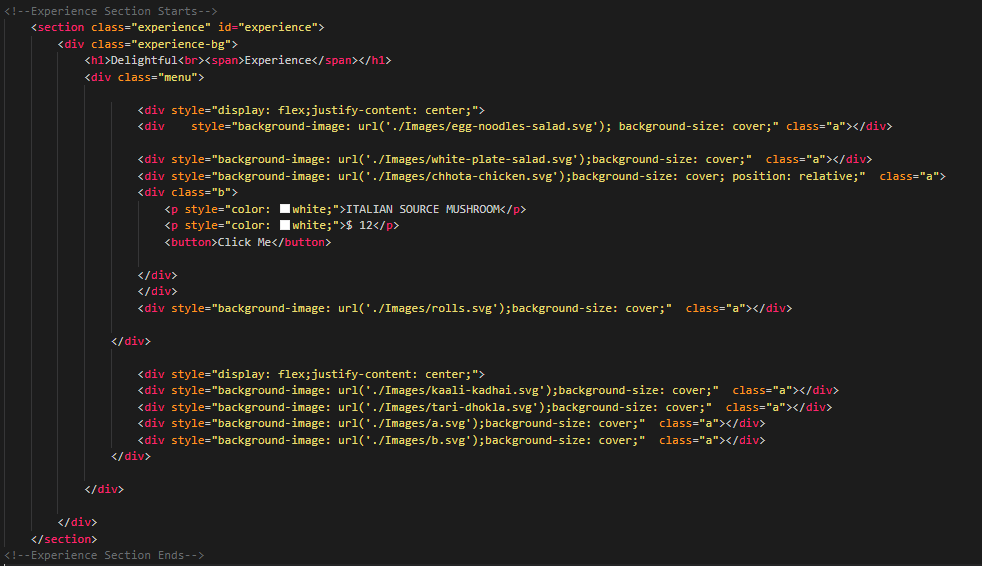 <!--Experience Section Starts-->
<section class="experience" id="experience">
<div class="experience-bg">
<h1>Delightful<br><span>Experience</span></h1>
<div class="menu">
<div style="display: flex;justify-content: center;">
<div    style="background-image: url('./Images/egg-noodles-salad.svg'); background-size: cover;" class="a"></div>
<div style="background-image: url('./Images/white-plate-salad.svg');background-size: cover;"  class="a"></div>
<div style="background-image: url('./Images/chhota-chicken.svg');background-size: cover; position: relative;"  class="a">
<div class="b">
<p style="color: white;">ITALIAN SOURCE MUSHROOM</p>
<p style="color: white;">$ 12</p>
<button>Click Me</button>
</div>
</div>
<div style="background-image: url('./Images/rolls.svg');background-size: cover;"  class="a"></div>
</div>
<div style="display: flex;justify-content: center;">
<div style="background-image: url('./Images/kaali-kadhai.svg');background-size: cover;"  class="a"></div>
<div style="background-image: url('./Images/tari-dhokla.svg');background-size: cover;"  class="a"></div>
<div style="background-image: url('./Images/a.svg');background-size: cover;"  class="a"></div>
<div style="background-image: url('./Images/b.svg');background-size: cover;"  class="a"></div>
</div>
</div>
</div>
</section>
<!--Experience Section Ends-->